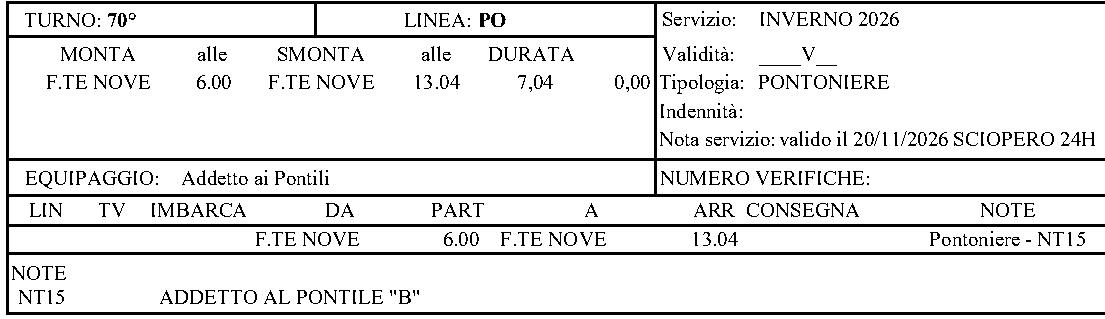 TURNO: 70° LINEA: PO Servizio: INVERNO 2026
MONTA alle SMONTA alle DURATA Validità: ____V__
F.TE NOVE 6.00 F.TE NOVE 13.04 7,04 0,00 Tipologia: PONTONIERE
Indennità:
Nota servizio: valido il 20/11/2026 SCIOPERO 24H
EQUIPAGGIO: Addetto ai Pontili NUMERO VERIFICHE:
LIN TV IMBARCA DA PART A ARR CONSEGNA NOTE
F.TE NOVE 6.00 F.TE NOVE 13.04 Pontoniere - NT15
NOTE
NT15 ADDETTO AL PONTILE "B"